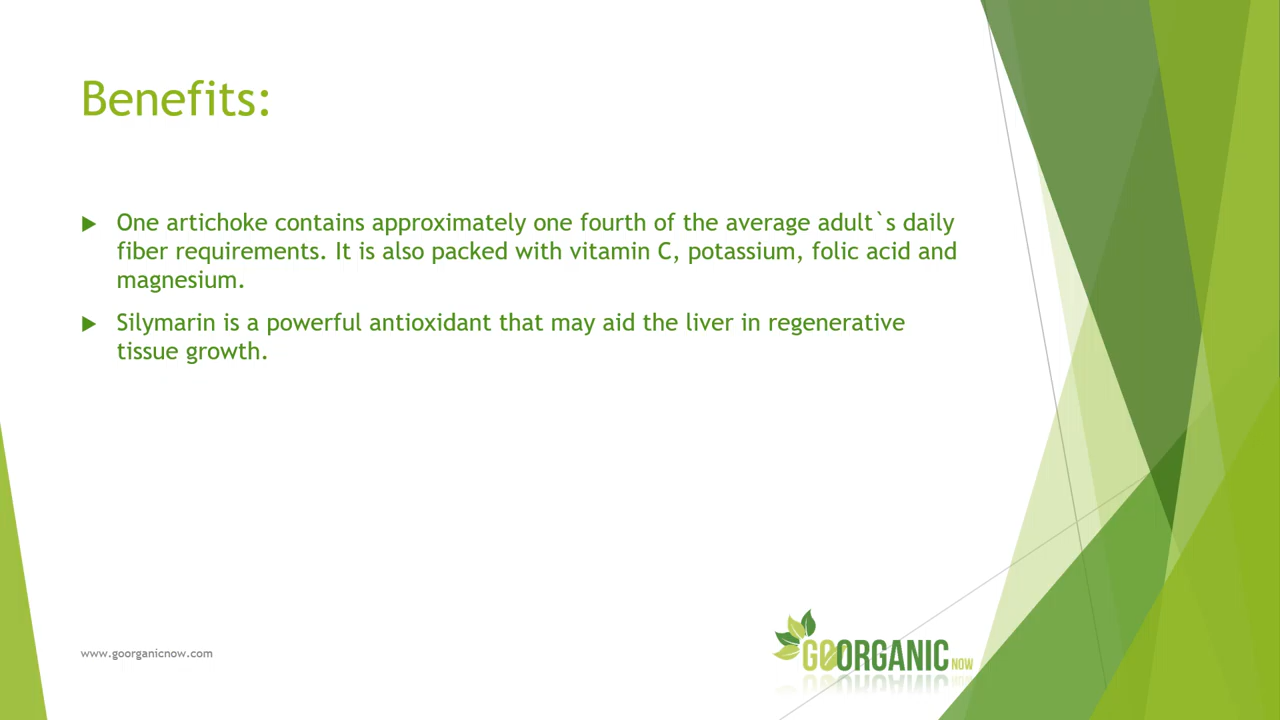 Benefits:
One artichoke contains approximately one fourth of the average adult`s daily
fiber requirements. It is also packed with vitamin C, potassium, folic acid and
magnesium.
Silymarin is a powerful antioxidant that may aid the liver in regenerative
tissue growth.
www.goorganicnow.com
GOORGANIC NOW